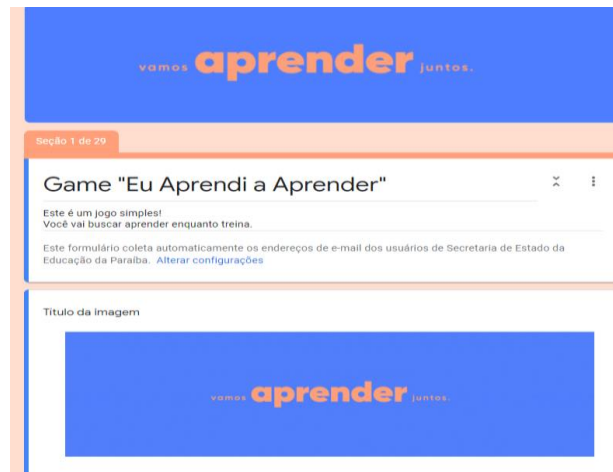 vamos aprender juntos.
Seção 1 de 29
Game "Eu Aprendi a Aprender"
Este é um jogo simples!
Você vai buscar aprender enquanto treina.
Este formulário coleta automaticamente os endereços de e-mail dos usuários de Secretaria de Estado da
Educação da Paraíba. Alterar configurações
Título da imagem
vamos aprender juntos.